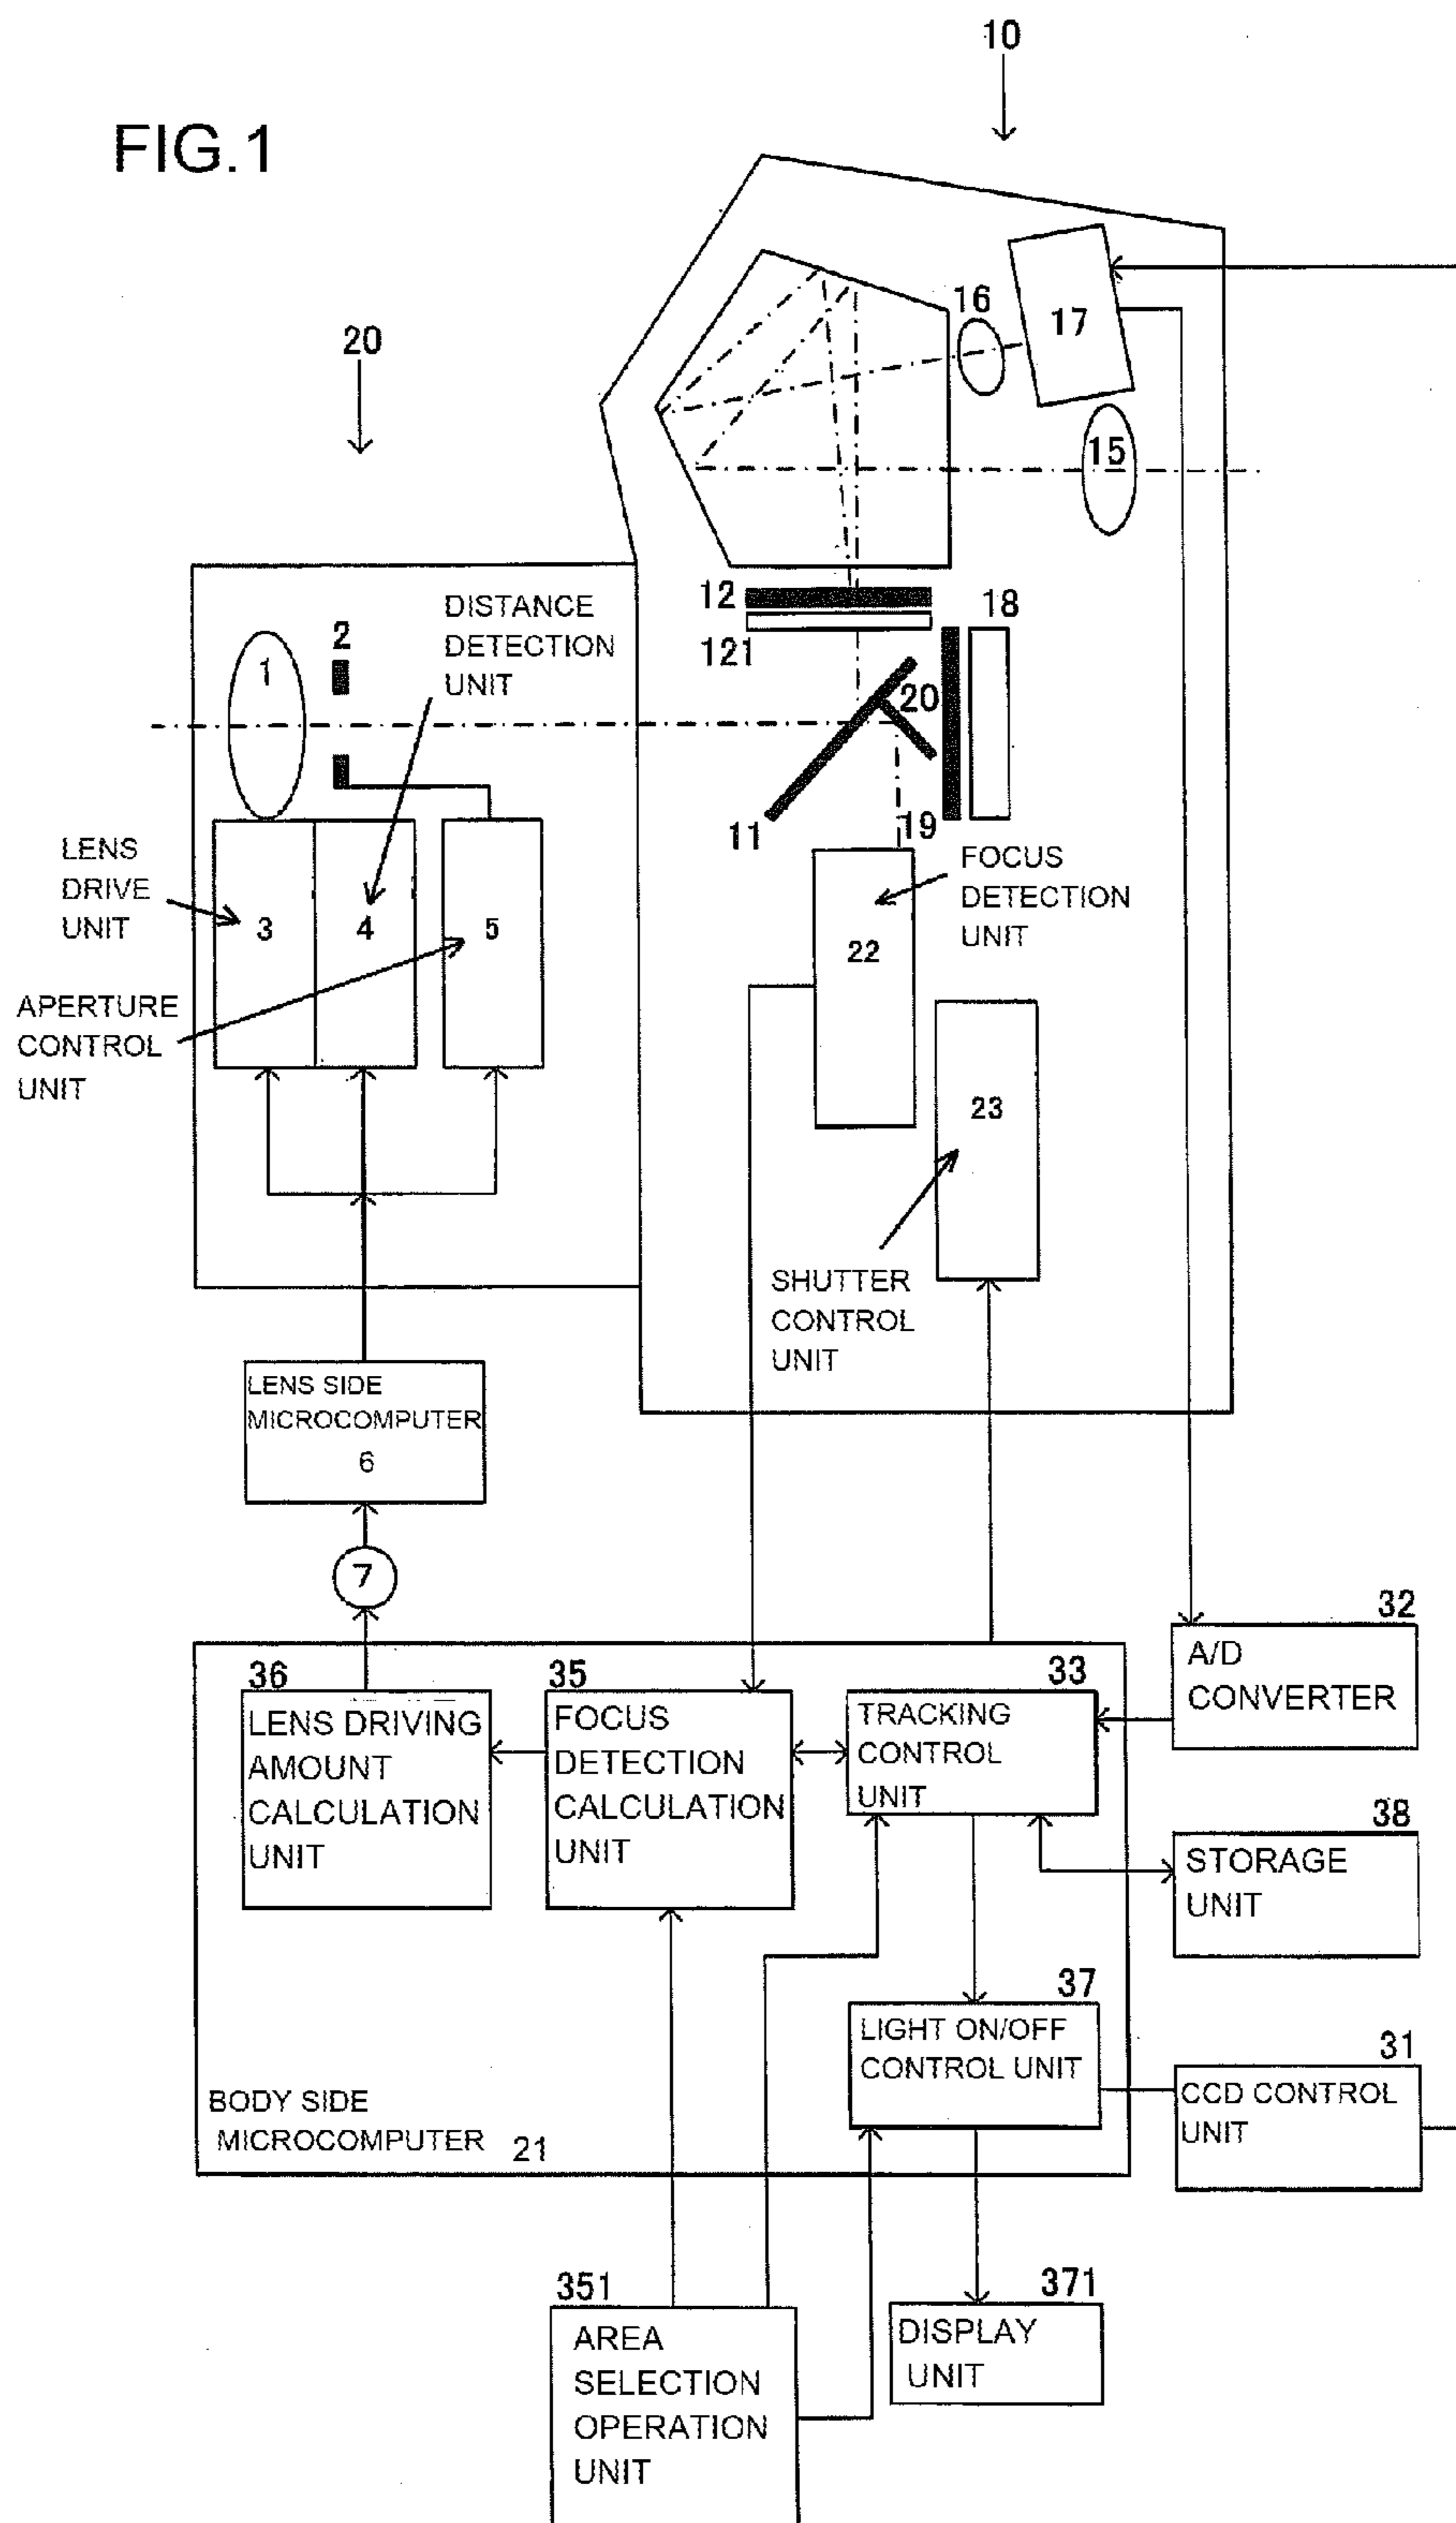 10
FIG.1
20
16
17
15
12
121
18
DISTANCE
DETECTION
UNIT
2
1
20
11
19
LENS
DRIVE
UNIT
3
4
5
FOCUS
DETECTION
UNIT
22
APERTURE
CONTROL
UNIT
23
SHUTTER
CONTROL
UNIT
LENS SIDE
MICROCOMPUTER
6
7
32
A/D
CONVERTER
36
LENS DRIVING
AMOUNT
CALCULATION
UNIT
35
FOCUS
DETECTION
CALCULATION
UNIT
33
TRACKING
CONTROL
UNIT
38
STORAGE
UNIT
37
LIGHT ON/OFF
CONTROL UNIT
31
CCD CONTROL
UNIT
BODY SIDE
MICROCOMPUTER 21
351
AREA
SELECTION
OPERATION
UNIT
371
DISPLAY
UNIT